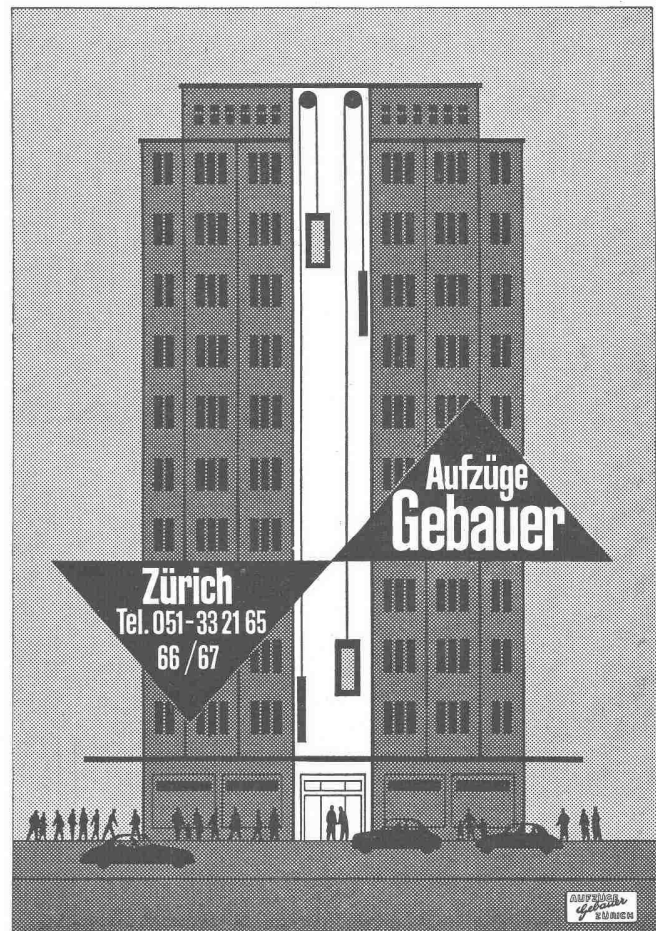 Aufzüge
Gebauer
Zürich
Tel. 051-33 21 65
66/67
AUFZÜGE
Gebauer
ZÜRICH